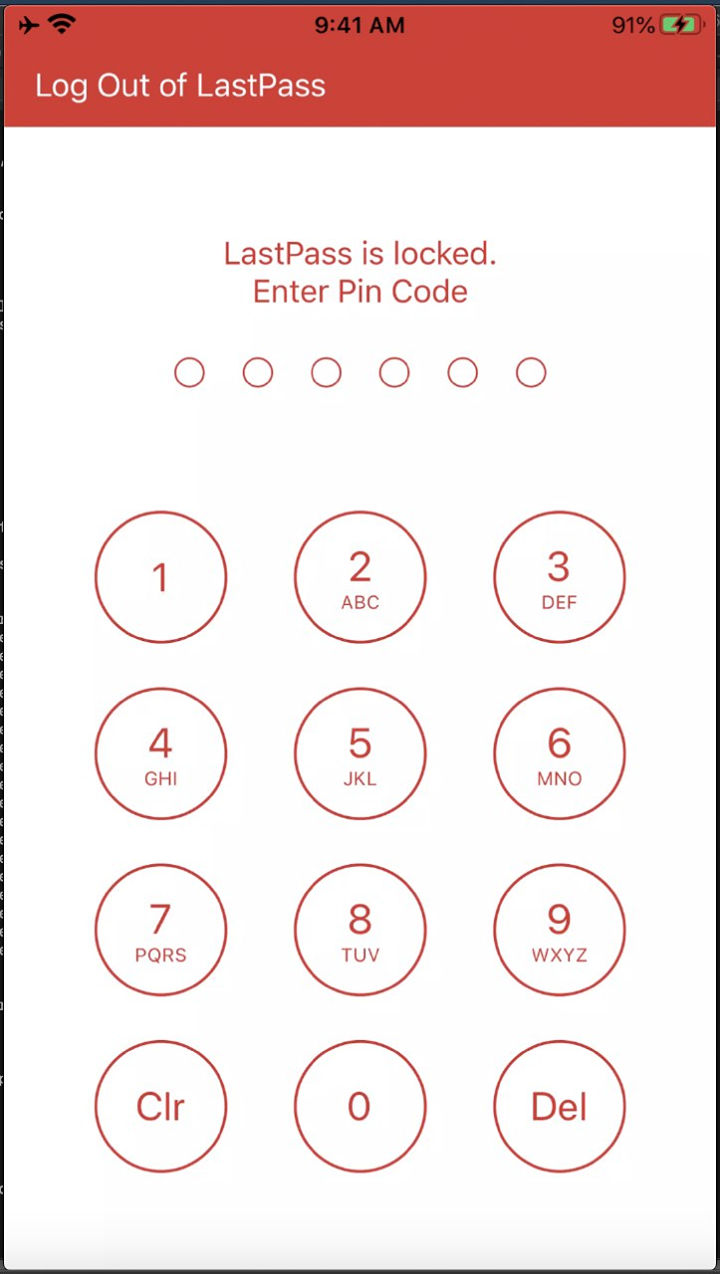 9:41 AM 91%
Log Out of LastPass
LastPass is locked.
Enter Pin Code
1 2 3
ABC DEF
4 5 6
GHI JKL MNO
7 8 9
PQRS TUV WXYZ
Clr 0 Del